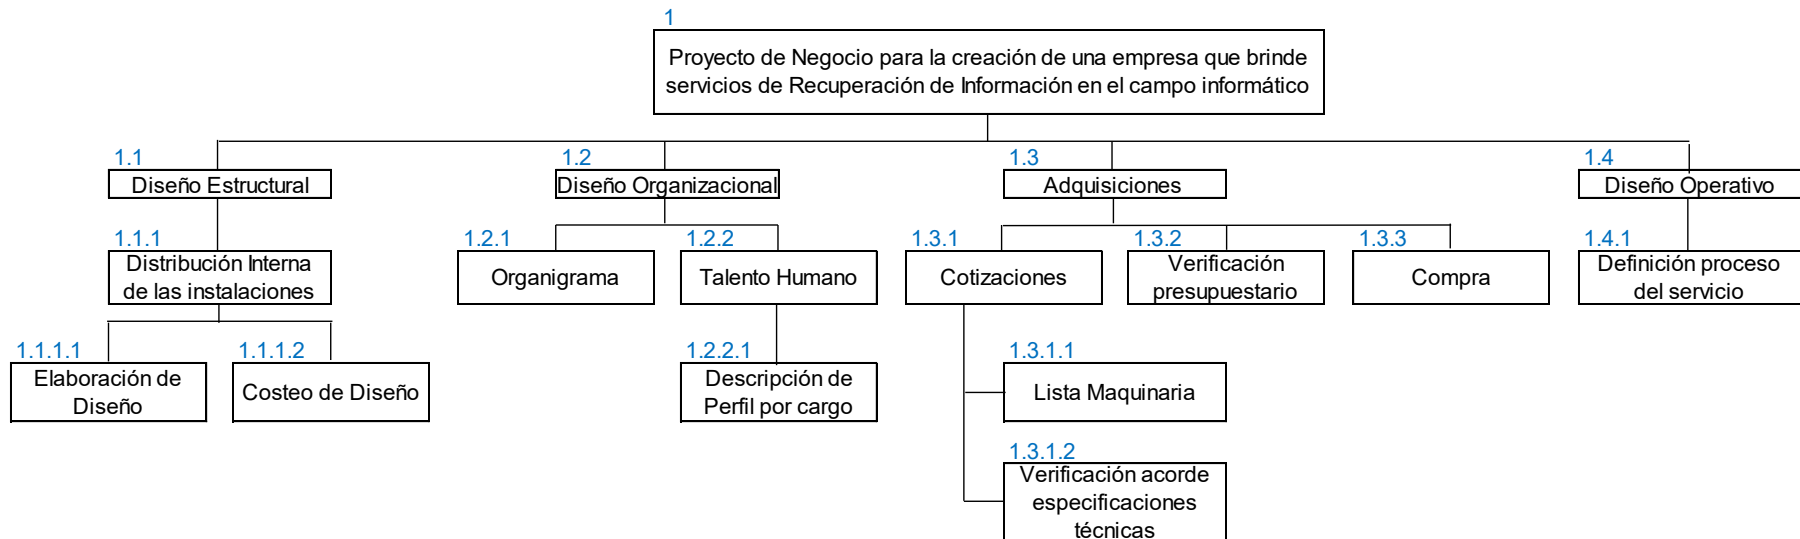 1
Proyecto de Negocio para la creación de una empresa que brinde
servicios de Recuperación de Información en el campo informático
1.1
Diseño Estructural
1.2
Diseño Organizacional
1.3
Adquisiciones
1.4
Diseño Operativo
1.1.1
Distribución Interna
de las instalaciones
1.2.1
Organigrama
1.2.2
Talento Humano
1.3.1
Cotizaciones
1.3.2
Verificación
presupuestario
1.3.3
Compra
1.4.1
Definición proceso
del servicio
1.1.1.1
Elaboración de
Diseño
1.1.1.2
Costeo de Diseño
1.2.2.1
Descripción de
Perfil por cargo
1.3.1.1
Lista Maquinaria
1.3.1.2
Verificación acorde
especificaciones
técnicas